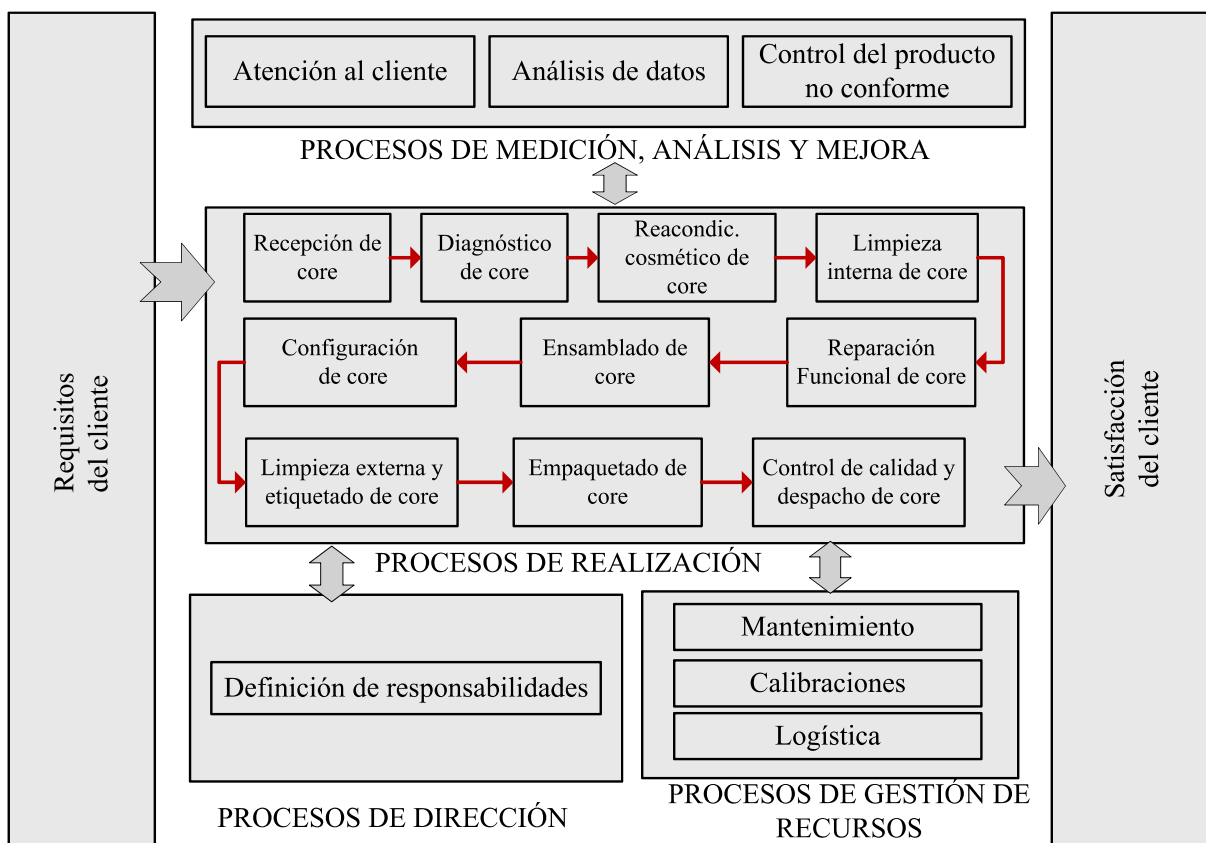 Atención al cliente
Análisis de datos
Control del producto
no conforme
PROCESOS DE MEDICIÓN, ANÁLISIS Y MEJORA
Requisitos
del cliente
Recepción de
core
Diagnóstico
de core
Reacondic.
cosmético de
core
Limpieza
interna de core
Configuración
de core
Ensamblado de
core
Reparación
Funcional de core
Limpieza externa y
etiquetado de core
Empaquetado de
core
Control de calidad y
despacho de core
PROCESOS DE REALIZACIÓN
Satisfacción
del cliente
Definición de responsabilidades
PROCESOS DE DIRECCIÓN
Mantenimiento
Calibraciones
Logística
PROCESOS DE GESTIÓN DE
RECURSOS